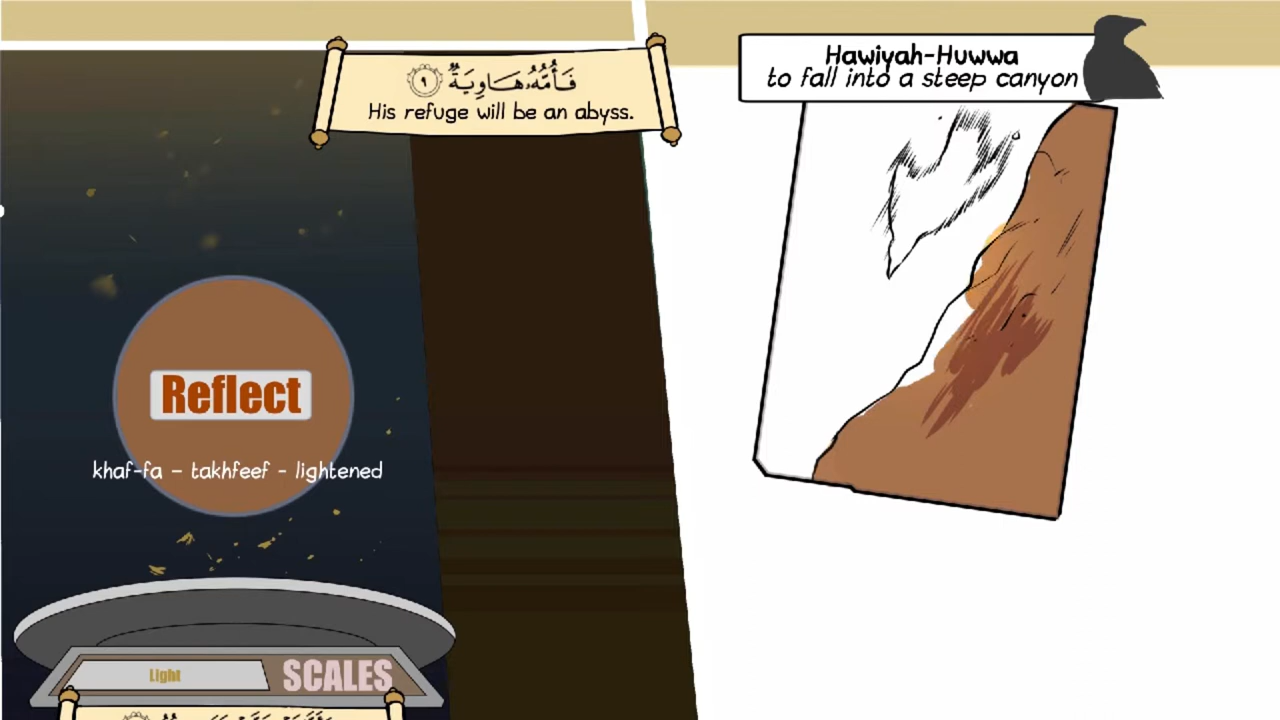 فَأُمُّهُۥ هَاوِيَةٌۭ ٩
His refuge will be an abyss.
Hawiyah-Huwwa
to fall into a steep canyon
Reflect
khaf-fa – takhfeef - lightened
Light
SCALES